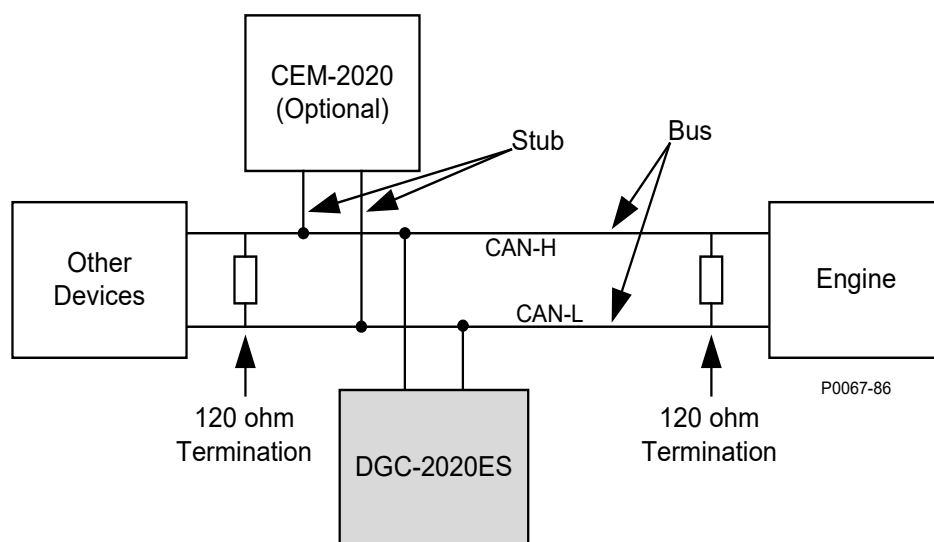 CEM-2020
(Optional)
Stub
Bus
Other
Devices
CAN-H
CAN-L
Engine
P0067-86
120 ohm
Termination
DGC-2020ES
120 ohm
Termination